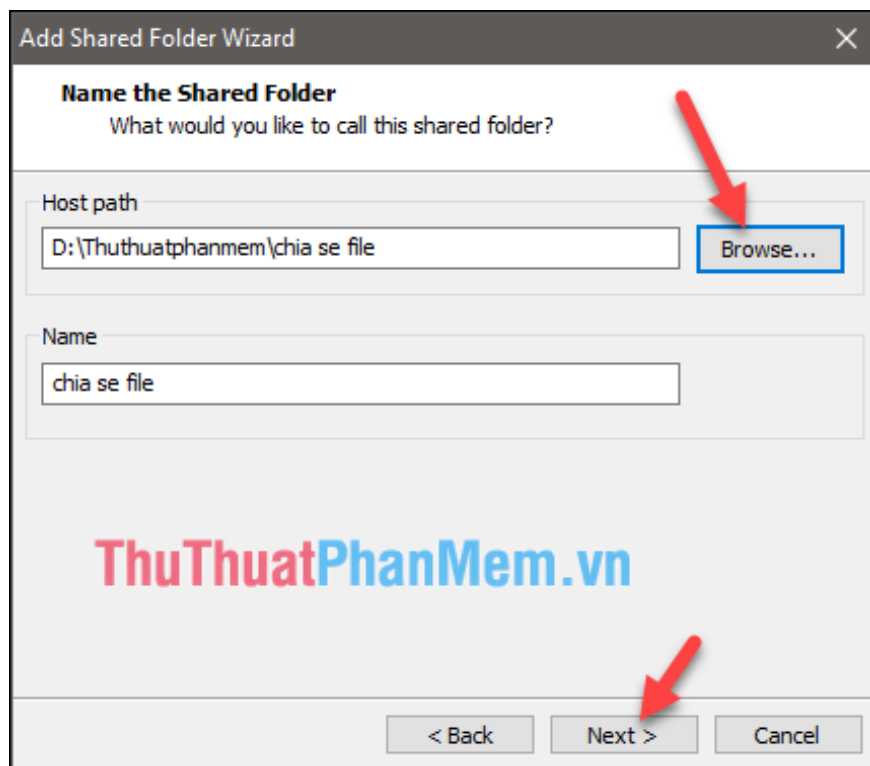 Add Shared Folder Wizard
Name the Shared Folder
What would you like to call this shared folder?
Host path
D:\Thuthuatphanmem\chia se file
Browse...
Name
chia se file
ThuThuatPhanMem.vn
< Back
Next >
Cancel